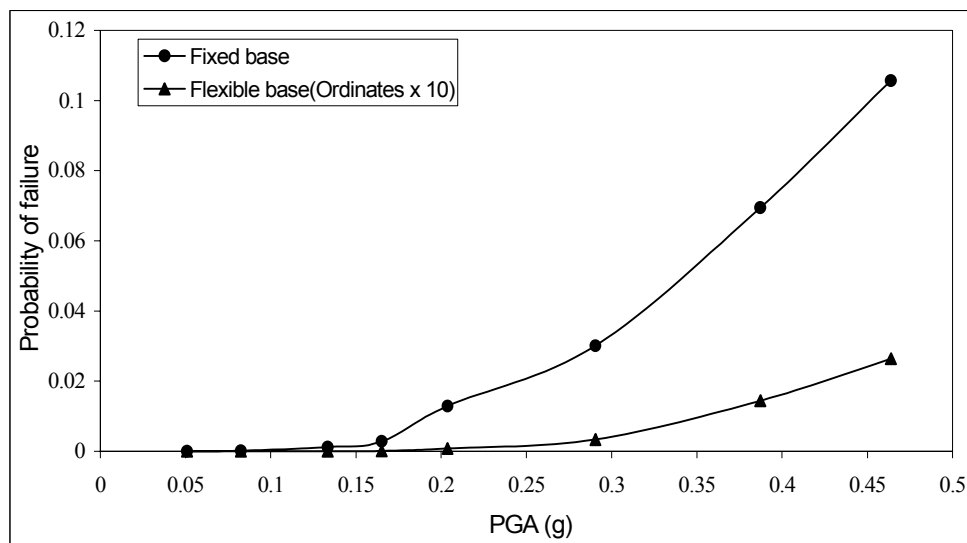 0.12
0.1
0.08
0.06
0.04
0.02
0
Probability of failure
Fixed base
Flexible base(Ordinates x 10)
0 0.05 0.1 0.15 0.2 0.25 0.3 0.35 0.4 0.45 0.5
PGA (g)